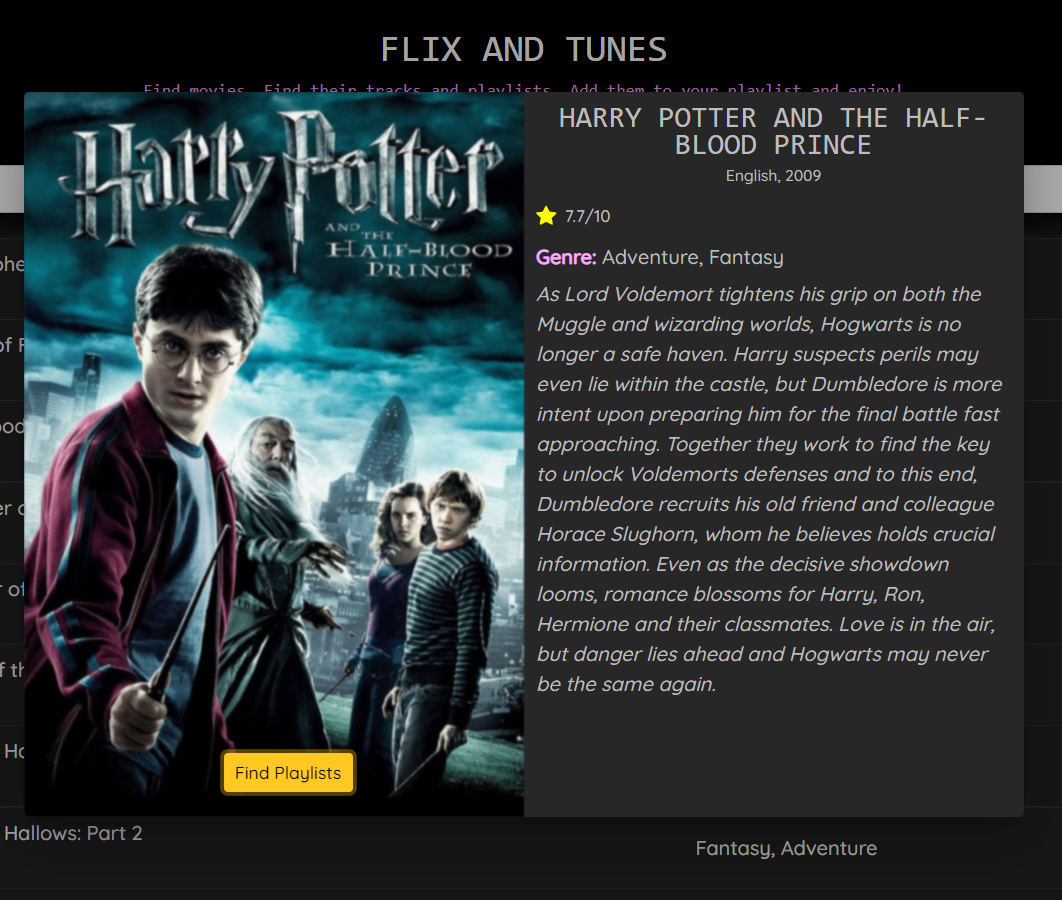 FLIX AND TUNES
Find movies. Find their tracks and playlists. Add them to your playlist and enjoy!
Harry Potter
AND THE
HALF-BLOOD
PRINCE
HARRY POTTER AND THE HALF-
BLOOD PRINCE
English, 2009
7.7/10
Genre: Adventure, Fantasy
As Lord Voldemort tightens his grip on both the
Muggle and wizarding worlds, Hogwarts is no
longer a safe haven. Harry suspects perils may
even lie within the castle, but Dumbledore is more
intent upon preparing him for the final battle fast
approaching. Together they work to find the key
to unlock Voldemorts defenses and to this end,
Dumbledore recruits his old friend and colleague
Horace Slughorn, whom he believes holds crucial
information. Even as the decisive showdown
looms, romance blossoms for Harry, Ron,
Hermione and their classmates. Love is in the air,
but danger lies ahead and Hogwarts may never
be the same again.
Find Playlists
Hallows: Part 2
Fantasy, Adventure